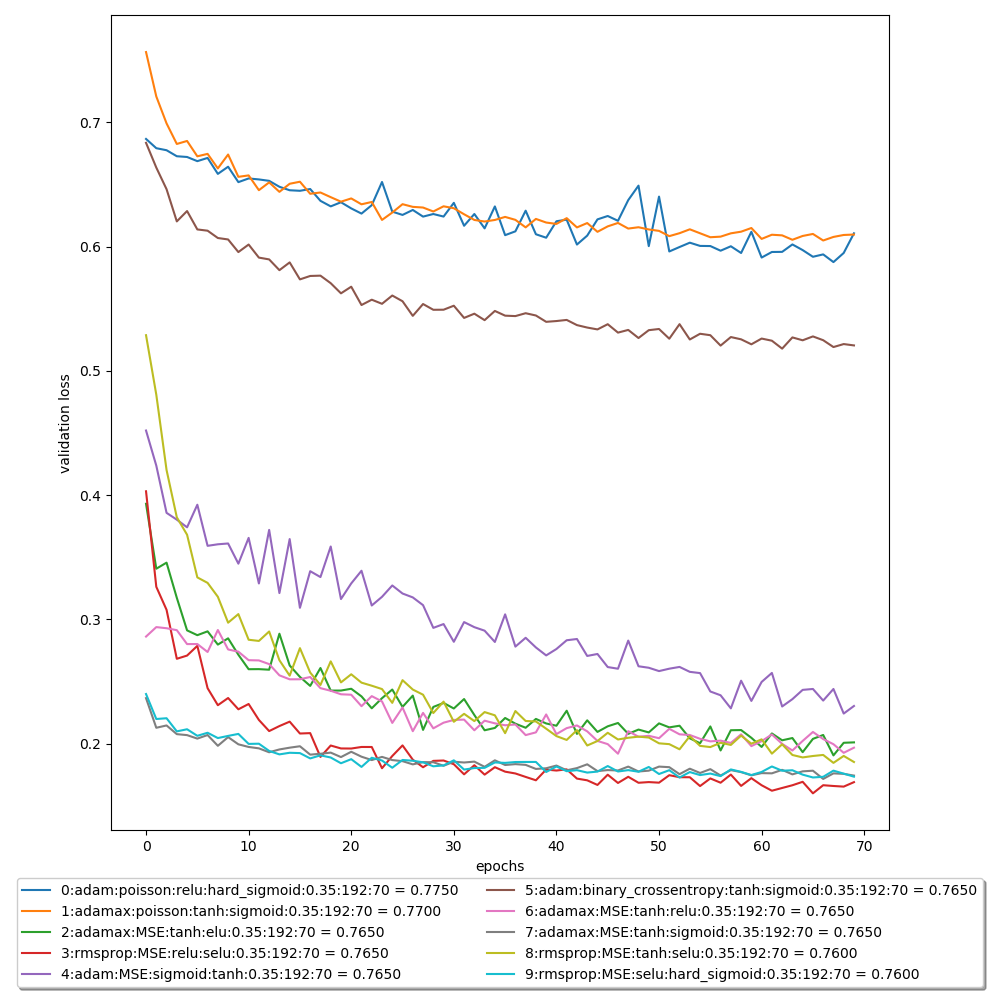 0.7
0.6
0.5
0.4
0.3
0.2
validation loss
0 10 20 30 40 50 60 70
epochs
0:adam:poisson:relu:hard_sigmoid:0.35:192:70 = 0.7750
1:adamax:poisson:tanh:sigmoid:0.35:192:70 = 0.7700
2:adamax:MSE:tanh:elu:0.35:192:70 = 0.7650
3:rmsprop:MSE:relu:selu:0.35:192:70 = 0.7650
4:adam:MSE:sigmoid:tanh:0.35:192:70 = 0.7650
5:adam:binary_crossentropy:tanh:sigmoid:0.35:192:70 = 0.7650
6:adamax:MSE:tanh:relu:0.35:192:70 = 0.7650
7:adamax:MSE:tanh:sigmoid:0.35:192:70 = 0.7650
8:rmsprop:MSE:tanh:selu:0.35:192:70 = 0.7600
9:rmsprop:MSE:selu:hard_sigmoid:0.35:192:70 = 0.7600